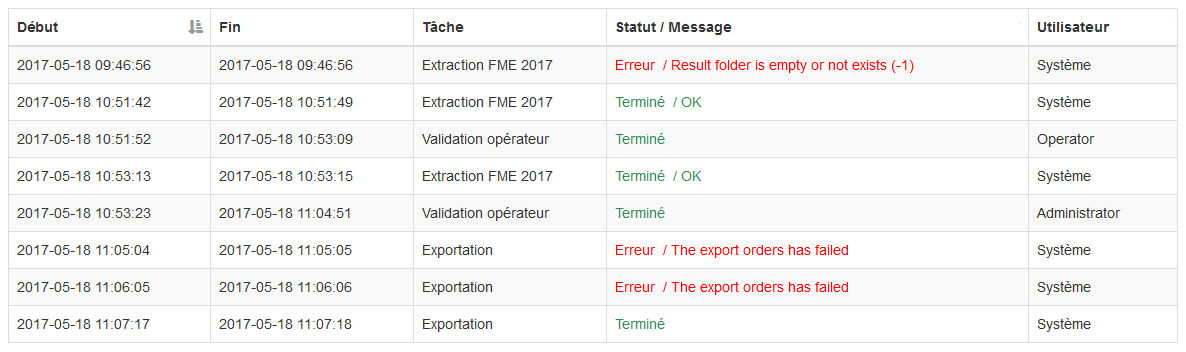 Début Fin Tâche Statut / Message Utilisateur
2017-05-18 09:46:56 2017-05-18 09:46:56 Extraction FME 2017 Erreur / Result folder is empty or not exists (-1) Système
2017-05-18 10:51:42 2017-05-18 10:51:49 Extraction FME 2017 Terminé / OK Système
2017-05-18 10:51:52 2017-05-18 10:53:09 Validation opérateur Terminé Operator
2017-05-18 10:53:13 2017-05-18 10:53:15 Extraction FME 2017 Terminé / OK Système
2017-05-18 10:53:23 2017-05-18 11:04:51 Validation opérateur Terminé Administrator
2017-05-18 11:05:04 2017-05-18 11:05:05 Exportation Erreur / The export orders has failed Système
2017-05-18 11:06:05 2017-05-18 11:06:06 Exportation Erreur / The export orders has failed Système
2017-05-18 11:07:17 2017-05-18 11:07:18 Exportation Terminé Système